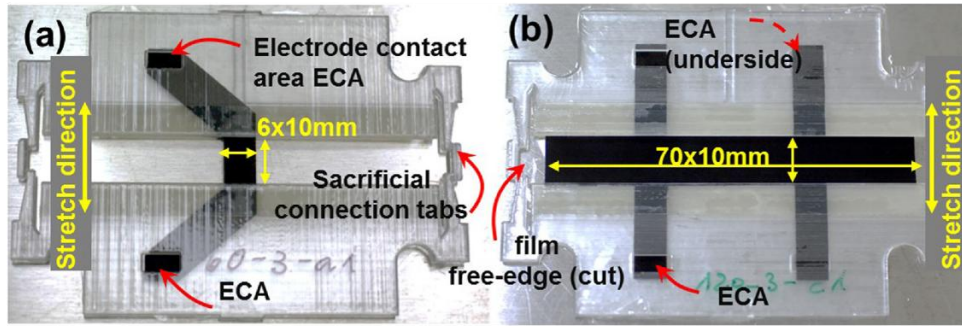 (a)
Electrode contact
area ECA
Stretch direction
6x10mm
Sacrificial
connection tabs
60-3-a1
ECA
(b)
ECA
(underside)
70x10mm
Stretch direction
film
free-edge (cut)
120-3-c1
ECA